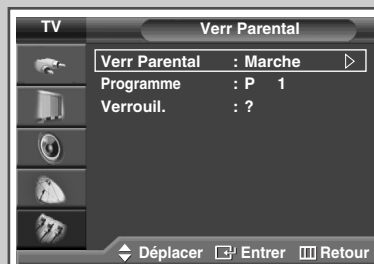 TV Verr Parental
Verr Parental : Marche
Programme : P 1
Verrouil. : ?
Déplacer Entrer Retour